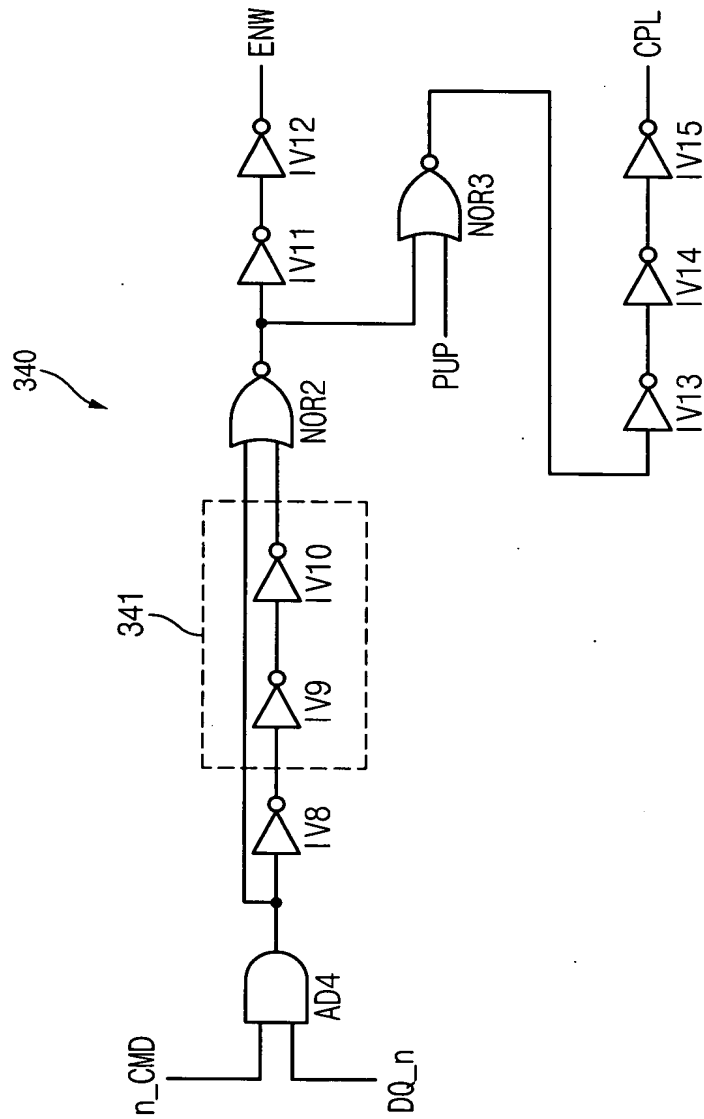 340
341
n_CMD
DQ_n
AD4
IV8
IV9
IV10
NOR2
IV11
IV12
ENW
PUP
NOR3
IV13
IV14
IV15
CPL